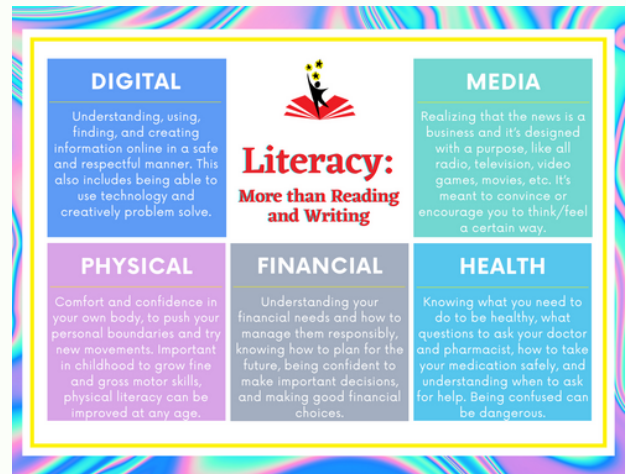 DIGITAL
Understanding, using,
finding, and creating
information online in a safe
and respectful manner. This
also includes being able to
use technology and
creatively problem solve.
Literacy:
More than Reading
and Writing
MEDIA
Realizing that the news is a
business and it's designed
with a purpose, like all
radio, television, video
games, movies, etc. It's
meant to convince or
encourage you to think/feel
a certain way.
PHYSICAL
Comfort and confidence in
your own body, to push your
personal boundaries and try
new movements. Important
in childhood to grow fine
and gross motor skills,
physical literacy can be
improved at any age.
FINANCIAL
Understanding your
financial needs and how to
manage them responsibly,
knowing how to plan for the
future, being confident to
make important decisions,
and making good financial
choices.
HEALTH
Knowing what you need to
do to be healthy, what
questions to ask your doctor
and pharmacist, how to take
your medication safely, and
understanding when to ask
for help. Being confused can
be dangerous.